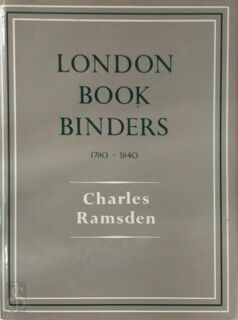 LONDON
BOOK
BINDERS
1780 - 1840
Charles
Ramsden